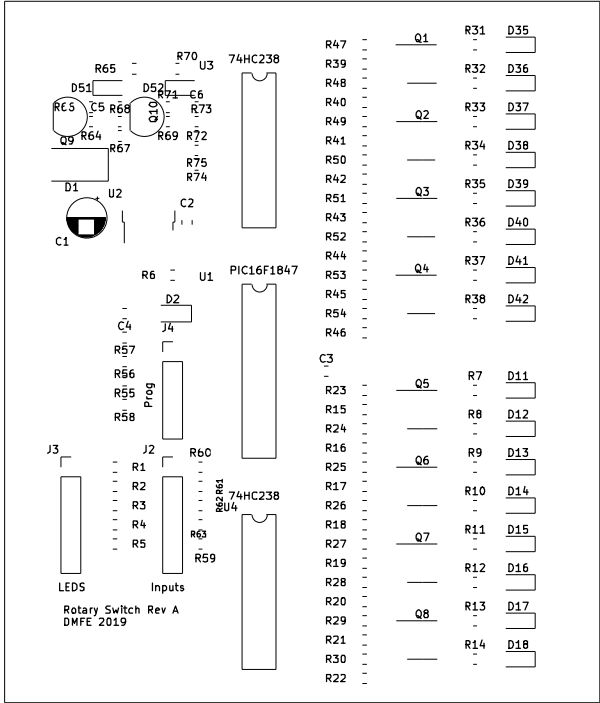 R47 Q1 R31 D35
R65 R70 U3 74HC238
R39 R32 D36
D51 D52 R48
R71 C6 R40 R33 D37
C5 R68 Q10 R73 R49 Q2
R64 R69 R72 R41
Q9 R67 R34 D38
R75 R50
R74 R42
D1 U2 R35 D39
C2 R51 Q3
R43 R36 D40
C1 R52
R44 R37 D41
R6 U1 PIC16F1847 R53 Q4
D2 R45 R38 D42
C4 J4 R54
R46
R57
C3
R56 R7 D11
R55 Prog R23 Q5
R58 R15 R8 D12
R24
R16
J3 J2 R60 R9 D13
R1 R25 Q6
R2 R61 R17 R10 D14
R3 R62 74HC238 R26
U4
R4 R18 R11 D15
R5 R63 R27 Q7
R59 R19 R12 D16
LEDS Inputs R28
R20 R13 D17
Rotary Switch Rev A
DMFE 2019
R29 Q8
R21 R14 D18
R30
R22